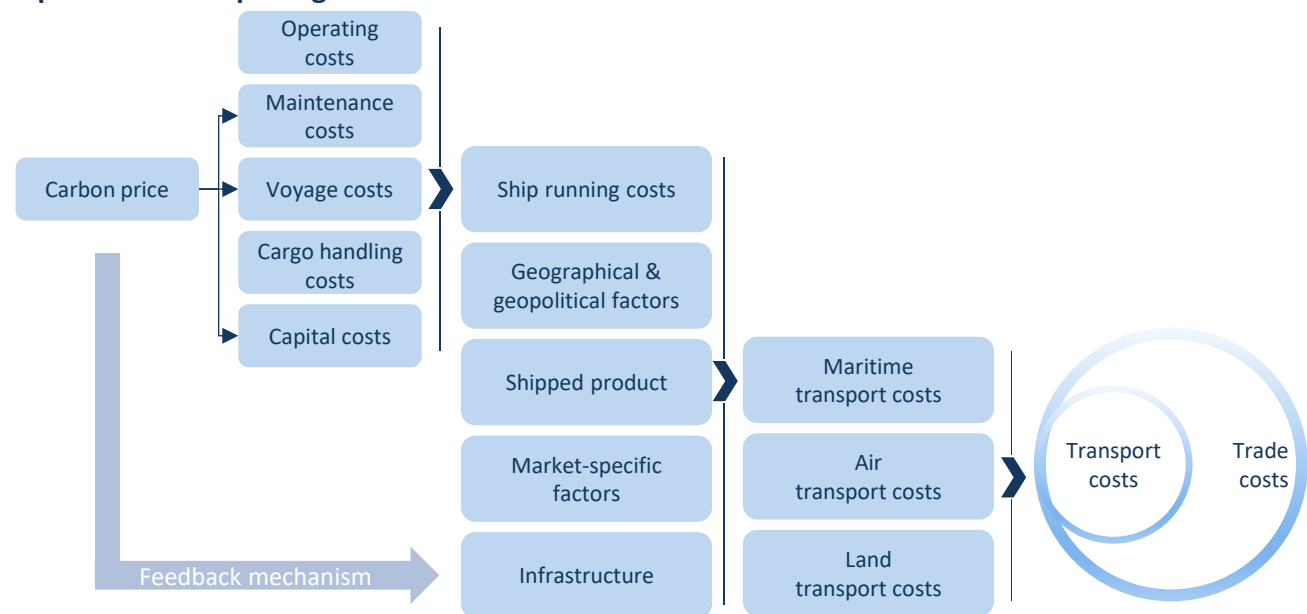 Operating
costs
Maintenance
costs
Carbon price
Voyage costs
Cargo handling
costs
Capital costs
Feedback mechanism
Ship running costs
Geographical &
geopolitical factors
Shipped product
Market-specific
factors
Infrastructure
Maritime
transport costs
Air
transport costs
Land
transport costs
Transport
costs
Trade
costs